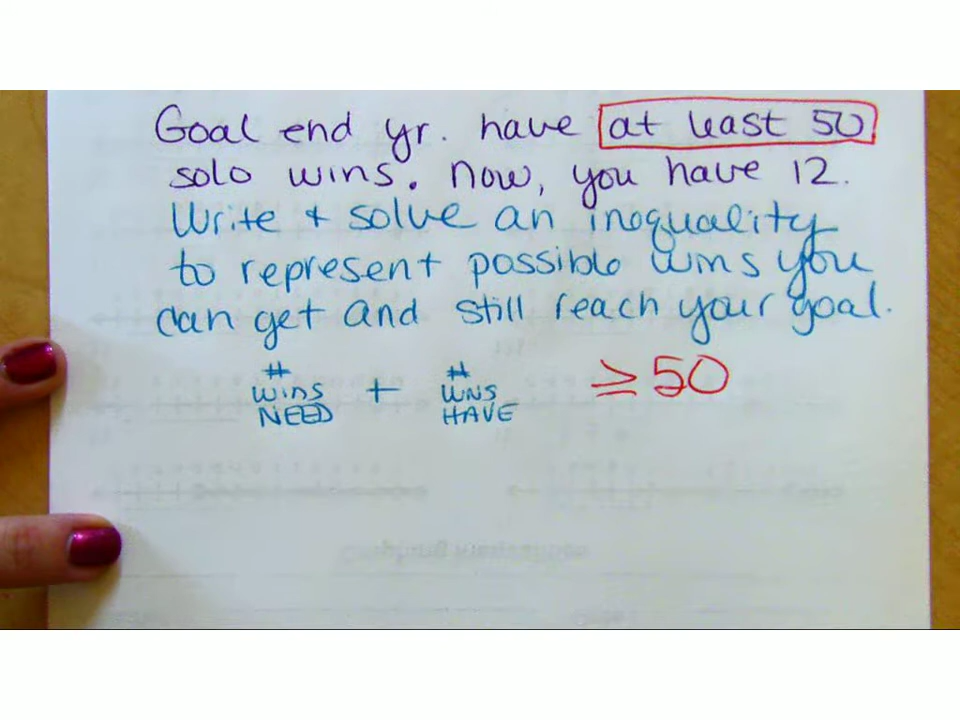 Goal end yr. have at least 50
solo wins. Now, you have 12.
Write + solve an inequality
to represent possible wins you
can get and still reach your goal.
# wins NEED + # wins HAVE ≥ 50